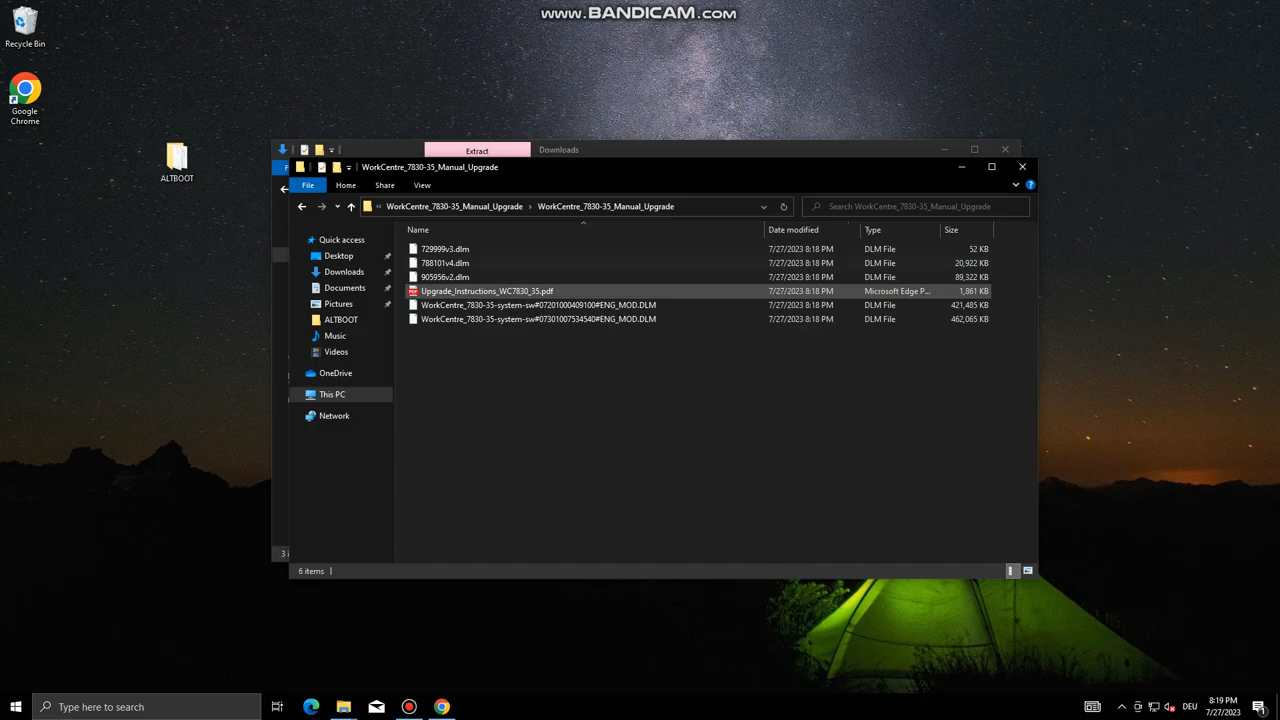 www.BANDICAM.com
Recycle Bin
Google
Chrome
ALTBOOT
Extract
Downloads
WorkCentre_7830-35_Manual_Upgrade
File
Home
Share
View
« WorkCentre_7830-35_Manual_Upgrade › WorkCentre_7830-35_Manual_Upgrade
Search WorkCentre_7830-35_Manual_Upgrade
Name
Date modified
Type
Size
Quick access
Desktop
Downloads
Documents
Pictures
ALTBOOT
Music
Videos
OneDrive
This PC
Network
729999v3.dlm 7/27/2023 8:18 PM DLM File 52 KB
788101v4.dlm 7/27/2023 8:18 PM DLM File 20,922 KB
905956v2.dlm 7/27/2023 8:18 PM DLM File 89,322 KB
Upgrade_Instructions_WC7830_35.pdf 7/27/2023 8:18 PM Microsoft Edge P... 1,861 KB
WorkCentre_7830-35-system-sw#07201000409100#ENG_MOD.DLM 7/27/2023 8:18 PM DLM File 421,485 KB
WorkCentre_7830-35-system-sw#07301007534540#ENG_MOD.DLM 7/27/2023 8:18 PM DLM File 462,065 KB
3 i
6 items
Type here to search
DEU
8:19 PM
7/27/2023
1